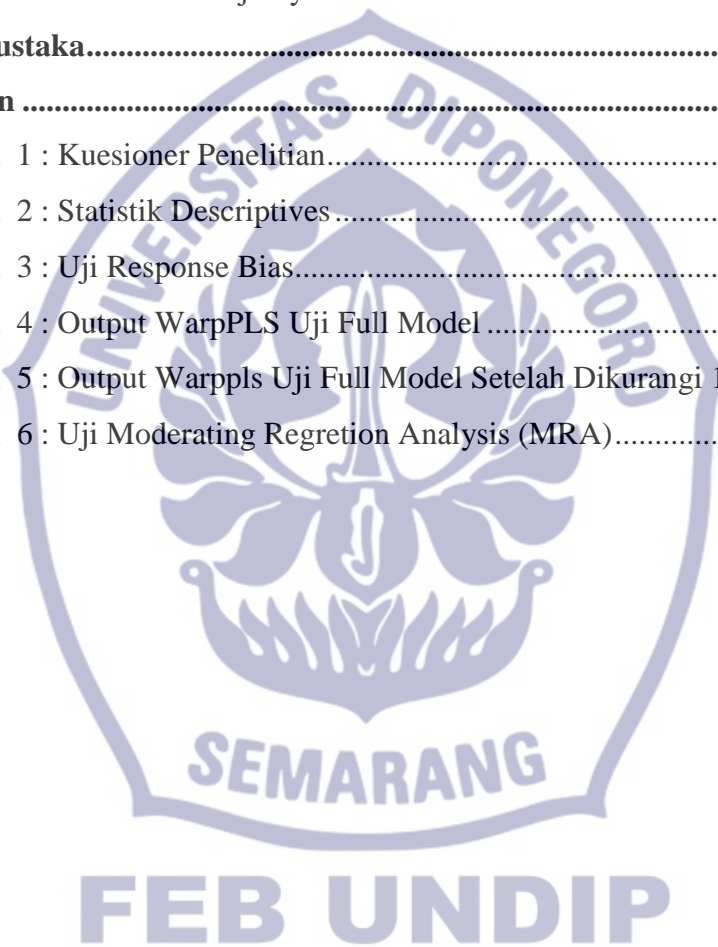 ustaka........................................................................
n ................................................................................
1 : Kuesioner Penelitian.............................................
2 : Statistik Descriptives............................................
3 : Uji Response Bias.................................................
4 : Output WarpPLS Uji Full Model ............................
5 : Output Warppls Uji Full Model Setelah Dikurangi 1
6 : Uji Moderating Regretion Analysis (MRA).............
UNIVERSITAS DIPONEGORO
SEMARANG
FEB UNDIP